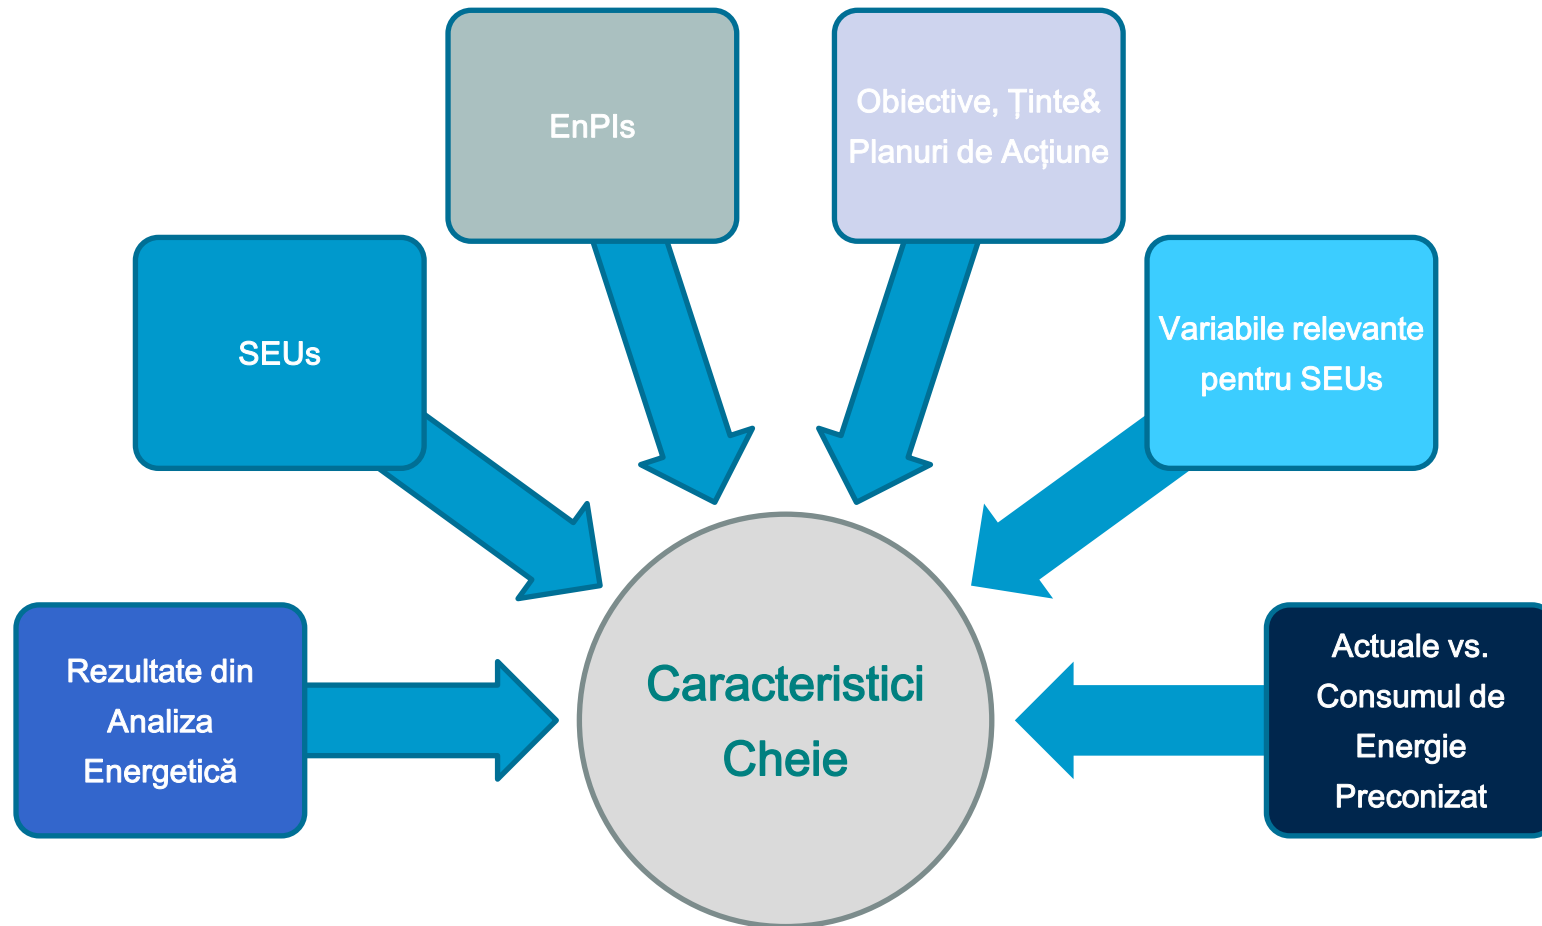 EnPIs
Obiective, Ținte&
Planuri de Acțiune
SEUs
Variabile relevante
pentru SEUs
Rezultate din
Analiza
Energetică
Caracteristici
Cheie
Actuale vs.
Consumul de
Energie
Preconizat